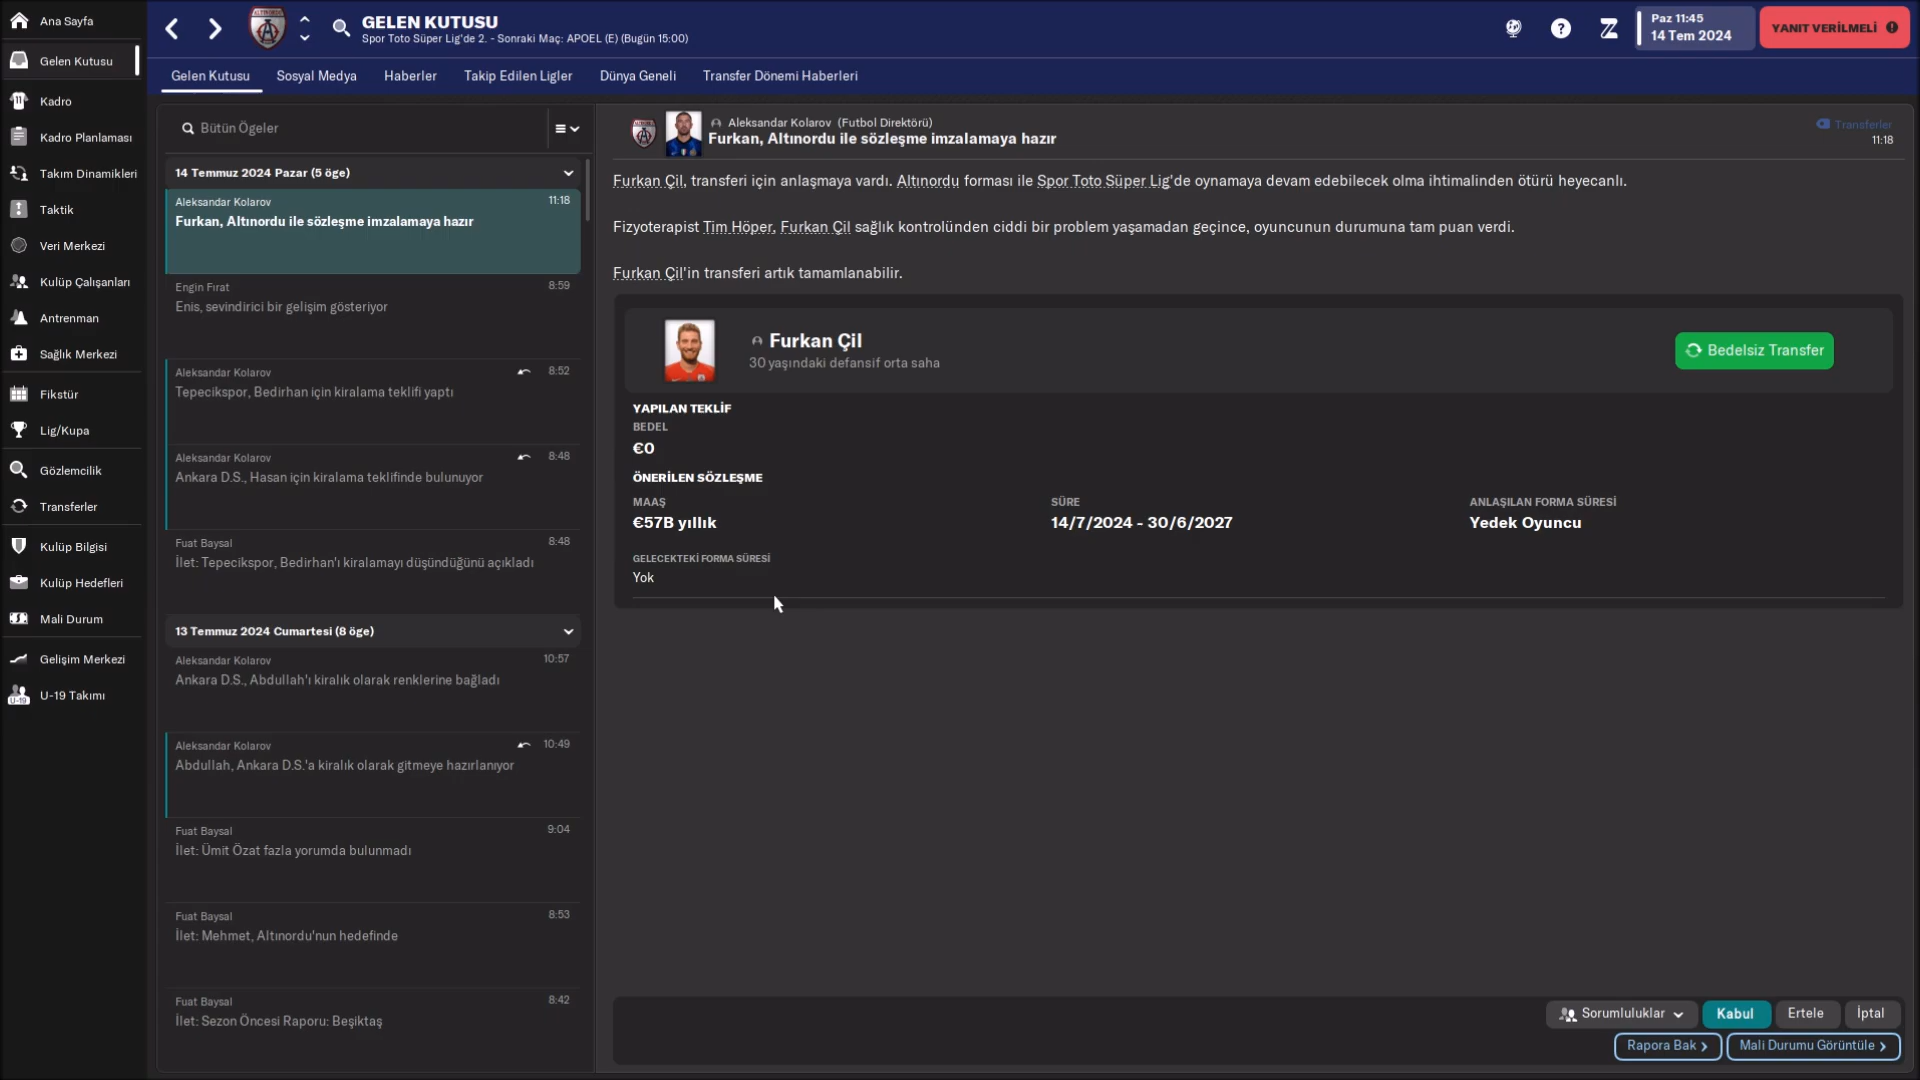 Ana Sayfa
Gelen Kutusu
Kadro
Kadro Planlaması
Takım Dinamikleri
Taktik
Veri Merkezi
Kulüp Çalışanları
Antrenman
Sağlık Merkezi
Fikstür
Lig/Kupa
Gözlemcilik
Transferler
Kulüp Bilgisi
Kulüp Hedefleri
Mali Durum
Gelişim Merkezi
U-19 Takımı
GELEN KUTUSU
Spor Toto Süper Lig'de 2. - Sonraki Maç: APOEL (E) (Bugün 15:00)
Paz 11:45
14 Tem 2024
YANIT VERİLMELİ
Gelen Kutusu
Sosyal Medya
Haberler
Takip Edilen Ligler
Dünya Geneli
Transfer Dönemi Haberleri
Bütün Ögeler
14 Temmuz 2024 Pazar (5 öge)
Aleksandar Kolarov 11:18
Furkan, Altınordu ile sözleşme imzalamaya hazır
Engin Fırat 8:59
Enis, sevindirici bir gelişim gösteriyor
Aleksandar Kolarov 8:52
Tepecikspor, Bedirhan için kiralama teklifi yaptı
Aleksandar Kolarov 8:48
Ankara D.S., Hasan için kiralama teklifinde bulunuyor
Fuat Baysal 8:48
İlet: Tepecikspor, Bedirhan'ı kiralamayı düşündüğünü açıkladı
13 Temmuz 2024 Cumartesi (8 öge)
Aleksandar Kolarov 10:57
Ankara D.S., Abdullah'ı kiralık olarak renklerine bağladı
Aleksandar Kolarov 10:49
Abdullah, Ankara D.S.'a kiralık olarak gitmeye hazırlanıyor
Fuat Baysal 9:04
İlet: Ümit Özat fazla yorumda bulunmadı
Fuat Baysal 8:53
İlet: Mehmet, Altınordu'nun hedefinde
Fuat Baysal 8:42
İlet: Sezon Öncesi Raporu: Beşiktaş
Aleksandar Kolarov (Futbol Direktörü)
Furkan, Altınordu ile sözleşme imzalamaya hazır
Transferler
11:18
Furkan Çil, transferi için anlaşmaya vardı. Altınordu forması ile Spor Toto Süper Lig'de oynamaya devam edebilecek olma ihtimalinden ötürü heyecanlı.
Fizyoterapist Tim Höper, Furkan Çil sağlık kontrolünden ciddi bir problem yaşamadan geçince, oyuncunun durumuna tam puan verdi.
Furkan Çil'in transferi artık tamamlanabilir.
Furkan Çil
30 yaşındaki defansif orta saha
Bedelsiz Transfer
YAPILAN TEKLİF
BEDEL
€0
ÖNERİLEN SÖZLEŞME
MAAŞ SÜRE ANLAŞILAN FORMA SÜRESİ
€57B yıllık 14/7/2024 - 30/6/2027 Yedek Oyuncu
GELECEKTEKİ FORMA SÜRESİ
Yok
Sorumluluklar Kabul Ertele İptal
Rapora Bak Mali Durumu Görüntüle